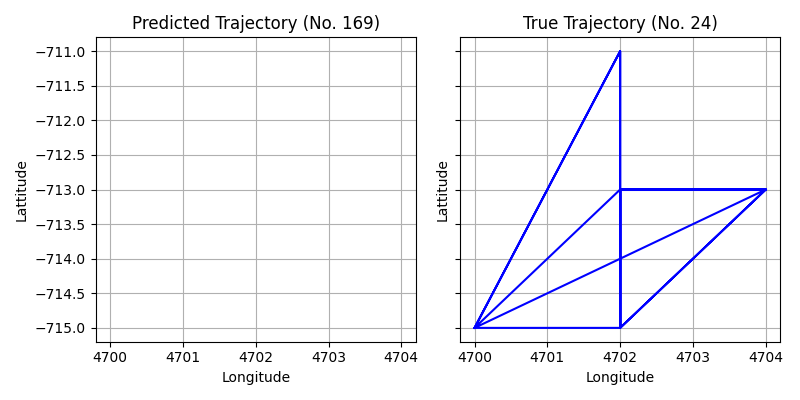 Predicted Trajectory (No. 169)
Lattitude
−711.0
−711.5
−712.0
−712.5
−713.0
−713.5
−714.0
−714.5
−715.0
4700 4701 4702 4703 4704
Longitude
True Trajectory (No. 24)
Lattitude
4700 4701 4702 4703 4704
Longitude